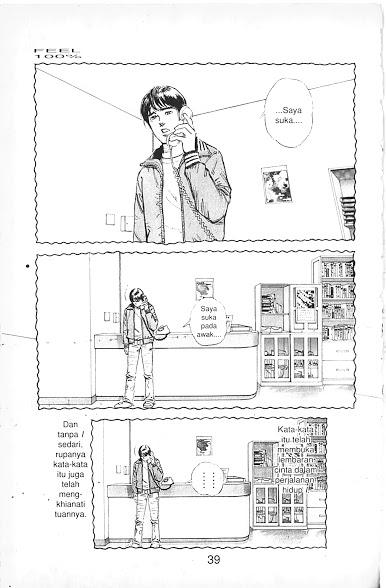 FEEL
100%
...Saya
suka....
Saya
suka
pada
awak...
Kata-kata
itu telah
membuka
lembaran
cinta dalam
perjalanan
hidup
Dan
tanpa
sedari,
rupanya
kata-kata
itu juga
telah
meng-
khianati
tuannya.
39